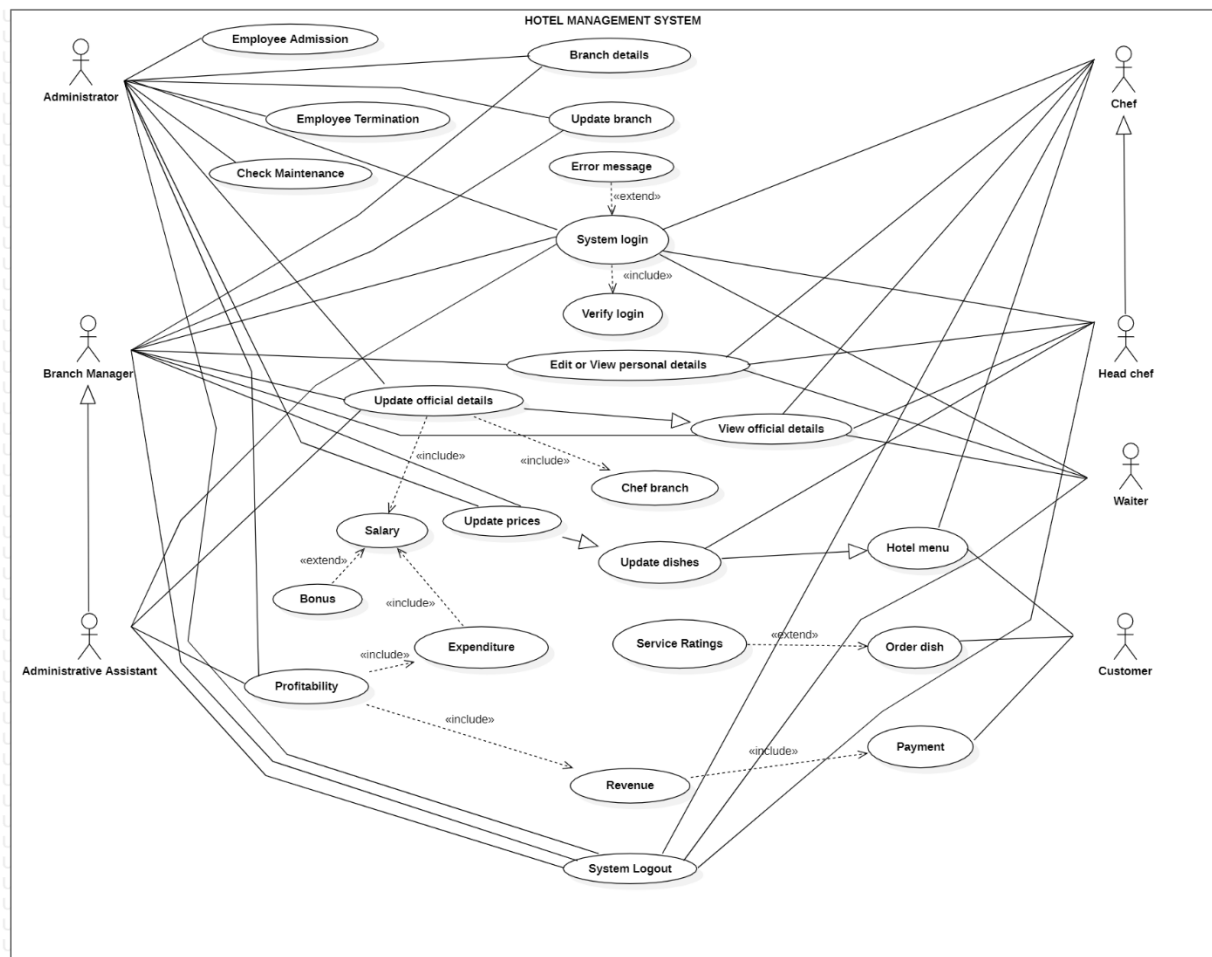 HOTEL MANAGEMENT SYSTEM
Employee Admission
Branch details
Administrator
Chef
Employee Termination
Update branch
Error message
Check Maintenance
«extend»
System login
«include»
Verify login
Edit or View personal details
Branch Manager
Head chef
Update official details
View official details
«include»
«include»
Chef branch
Waiter
Update prices
Salary
Hotel menu
«extend»
Update dishes
Bonus
«include»
Service Ratings
«extend»
Order dish
Expenditure
«include»
Administrative Assistant
Customer
Profitability
«include»
Payment
«include»
Revenue
System Logout